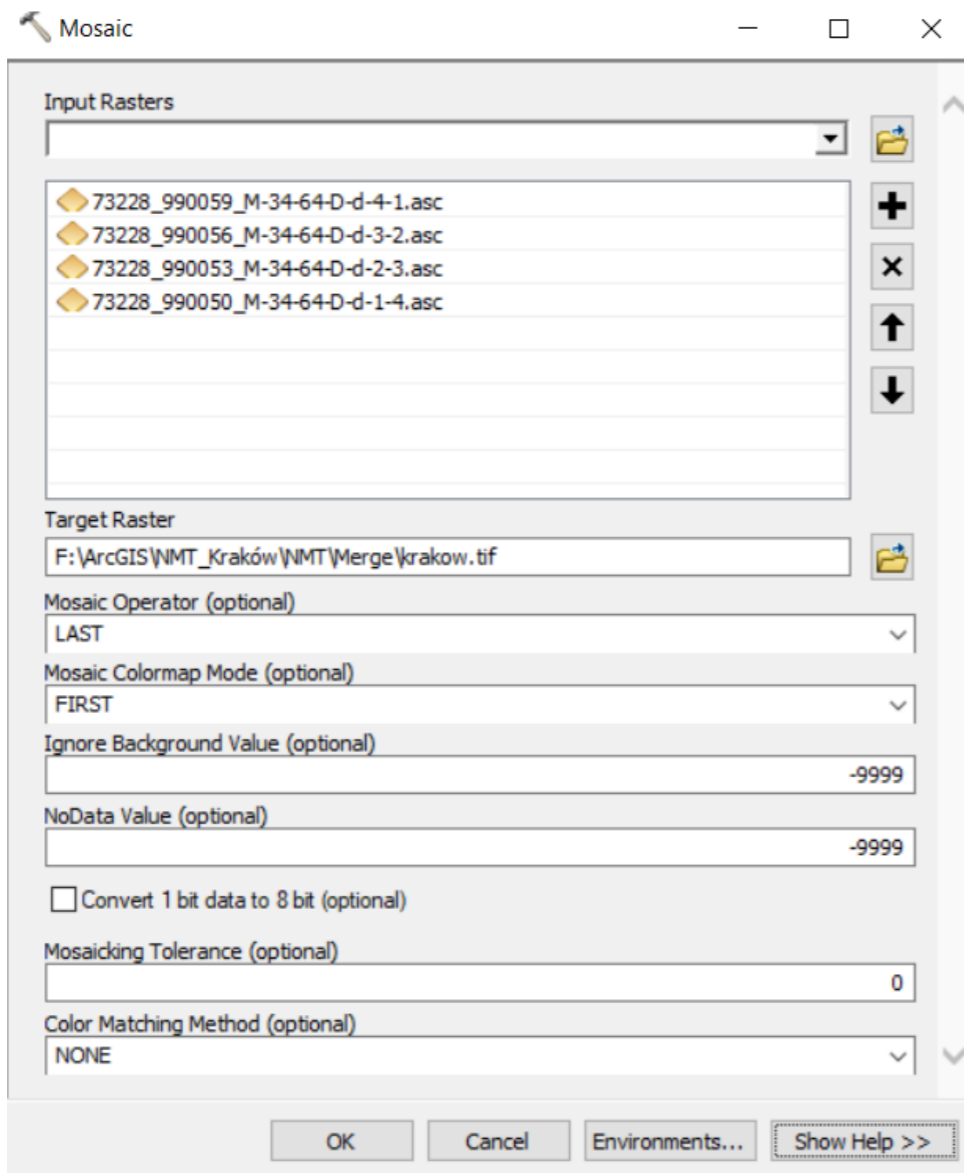 Mosaic
Input Rasters
73228_990059_M-34-64-D-d-4-1.asc
73228_990056_M-34-64-D-d-3-2.asc
73228_990053_M-34-64-D-d-2-3.asc
73228_990050_M-34-64-D-d-1-4.asc
Target Raster
F:\ArcGIS\NMT_Kraków\NMT\Merge\krakow.tif
Mosaic Operator (optional)
LAST
Mosaic Colormap Mode (optional)
FIRST
Ignore Background Value (optional)
-9999
NoData Value (optional)
-9999
Convert 1 bit data to 8 bit (optional)
Mosaicking Tolerance (optional)
0
Color Matching Method (optional)
NONE
OK Cancel Environments... Show Help >>